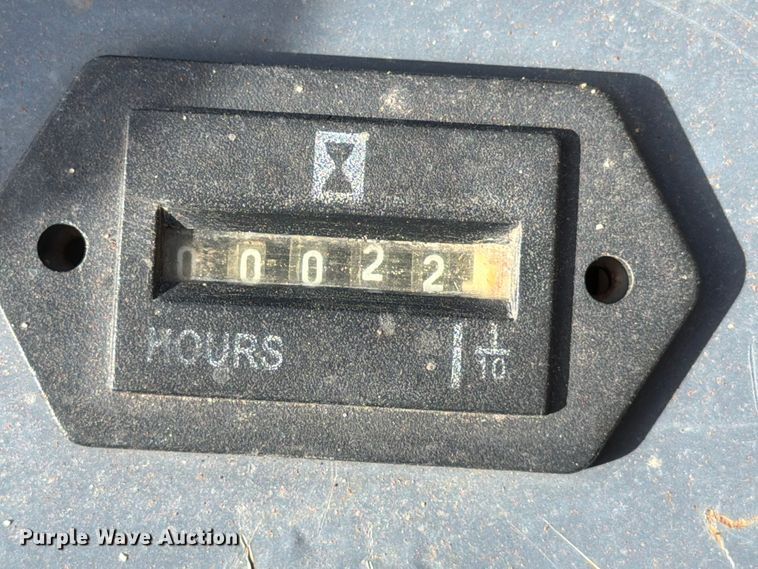 00022
HOURS 1/10
Purple Wave Auction